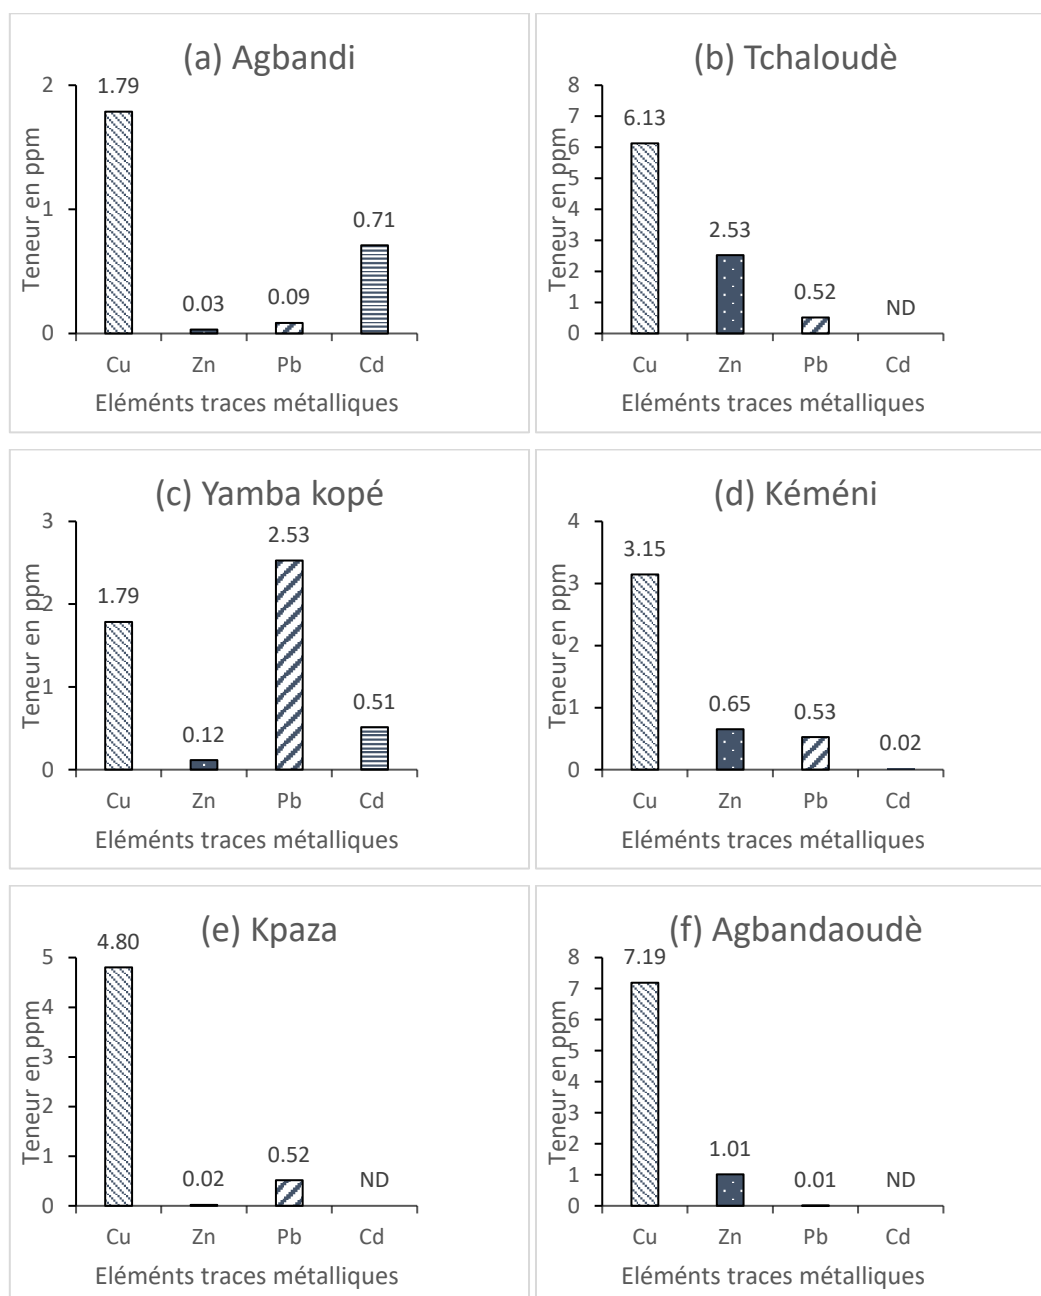 (a) Agbandi
Teneur en ppm
2
1
0
1.79
0.03
0.09
0.71
Cu Zn Pb Cd
Eléménts traces métalliques
(b) Tchaloudè
Teneur en ppm
8
7
6
5
4
3
2
1
0
6.13
2.53
0.52
ND
Cu Zn Pb Cd
Eléménts traces métalliques
(c) Yamba kopé
Teneur en ppm
3
2
1
0
1.79
0.12
2.53
0.51
Cu Zn Pb Cd
Eléménts traces métalliques
(d) Kéméni
Teneur en ppm
4
3
2
1
0
3.15
0.65
0.53
0.02
Cu Zn Pb Cd
Eléménts traces métalliques
(e) Kpaza
Teneur en ppm
5
4
3
2
1
0
4.80
0.02
0.52
ND
Cu Zn Pb Cd
Eléménts traces métalliques
(f) Agbandaoudè
Teneur en ppm
8
7
6
5
4
3
2
1
0
7.19
1.01
0.01
ND
Cu Zn Pb Cd
Eléménts traces métalliques